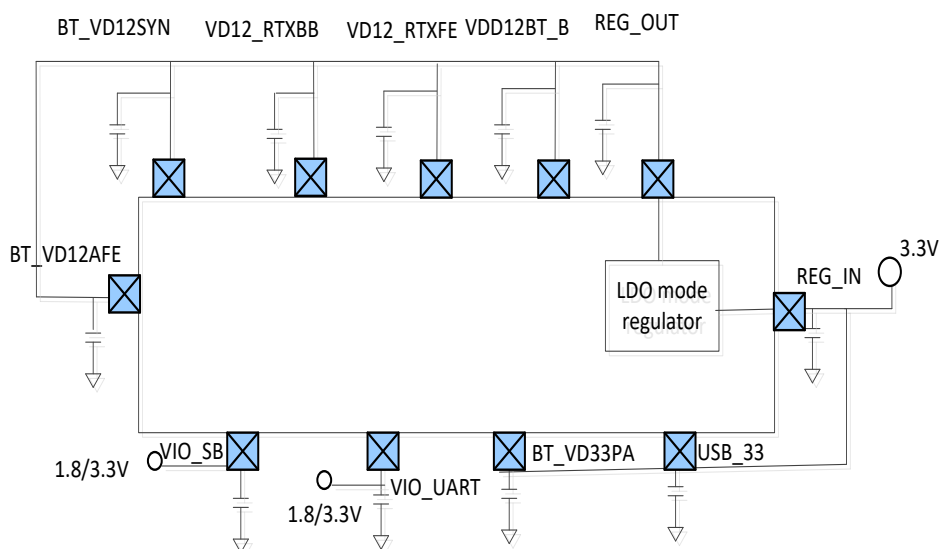 BT_VD12SYN
VD12_RTXBB
VD12_RTXFE
VDD12BT_B
REG_OUT
BT_VD12AFE
3.3V
REG_IN
LDO mode
regulator
VIO_SB
1.8/3.3V
VIO_UART
1.8/3.3V
BT_VD33PA
USB_33